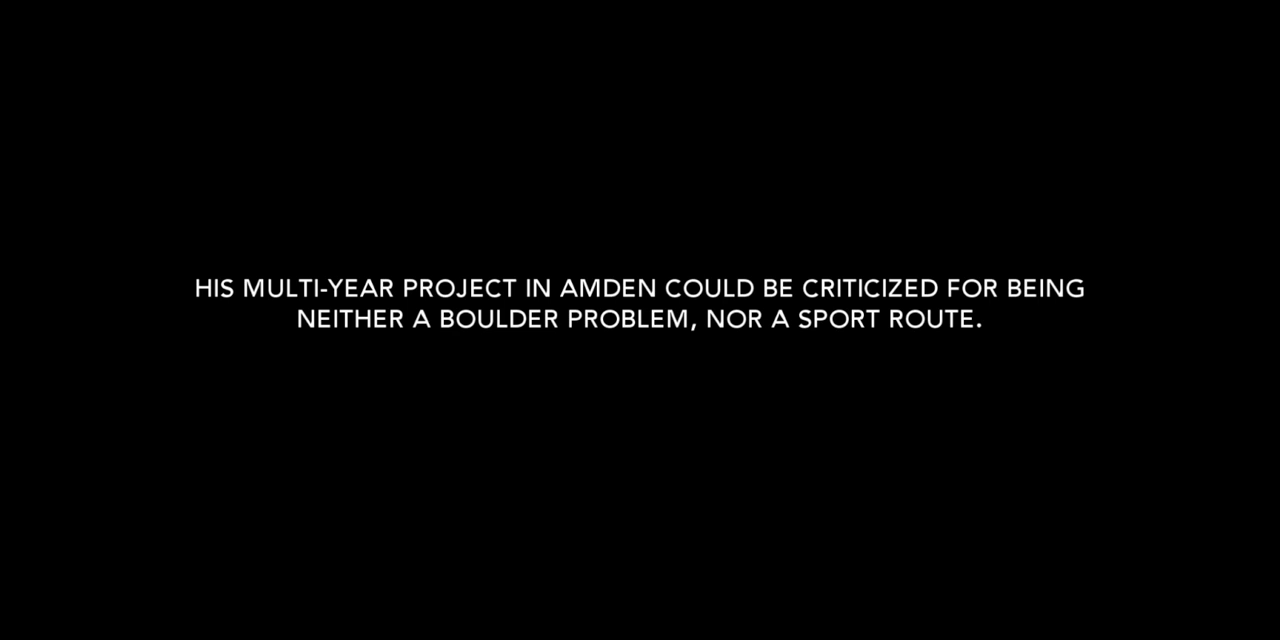 HIS MULTI-YEAR PROJECT IN AMDEN COULD BE CRITICIZED FOR BEING
NEITHER A BOULDER PROBLEM, NOR A SPORT ROUTE.